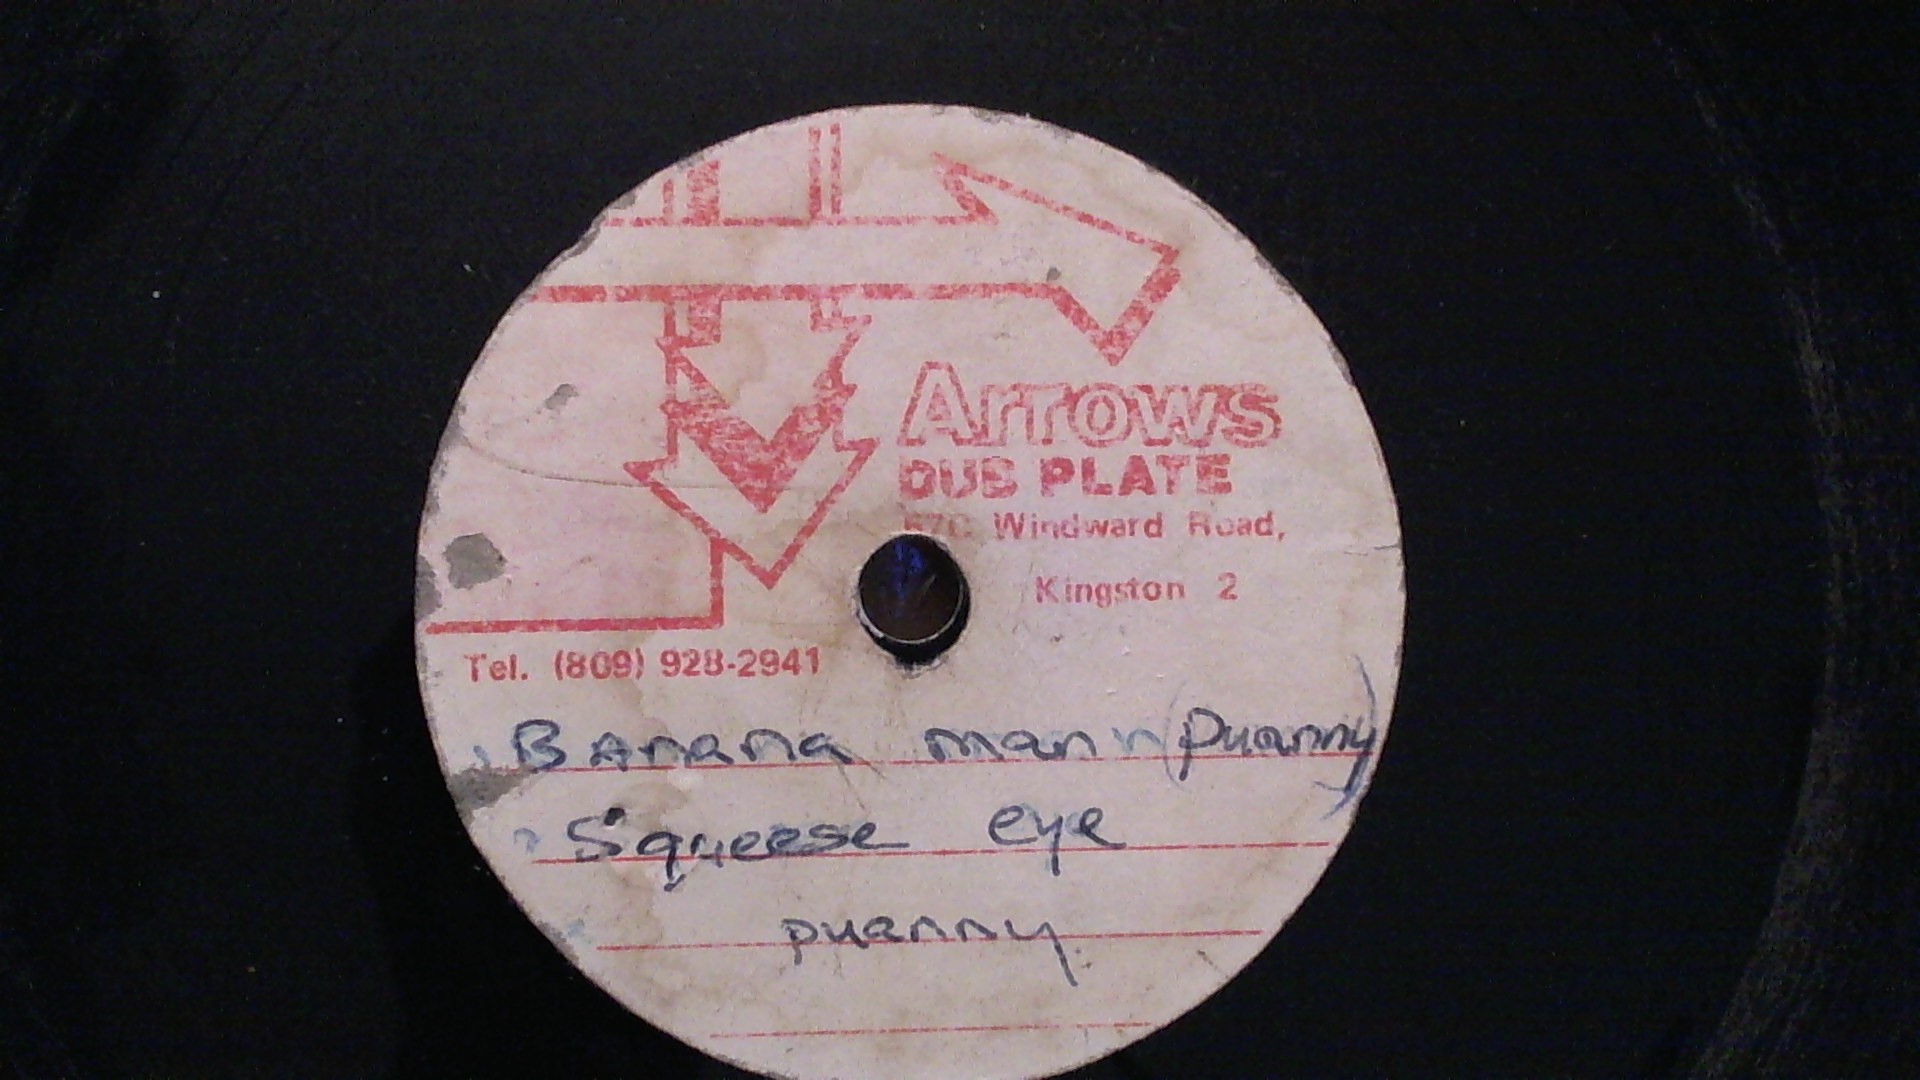 Arrows
DUB PLATE
Windward Road,
Kingston 2
Tel. (809) 928-2941
Banana man (Puanny)
Squeese eye
puanny.